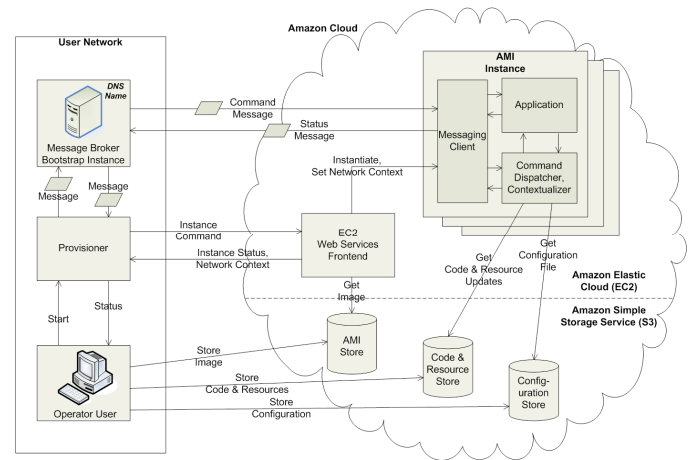 Amazon Cloud
User Network
AMI
Instance
DNS
Name
Message Broker
Bootstrap Instance
Command
Message
Status
Message
Messaging
Client
Application
Command
Dispatcher,
Contextualizer
Instantiate,
Set Network Context
Message
Message
Provisioner
Instance
Command
Instance Status,
Network Context
EC2
Web Services
Frontend
Get
Code & Resource
Updates
Get
Configuration
File
Amazon Elastic
Cloud (EC2)
Get
Image
Amazon Simple
Storage Service (S3)
Start
Status
AMI
Store
Code &
Resource
Store
Config-
uration
Store
Store
Image
Store
Code & Resources
Store
Configuration
Operator User